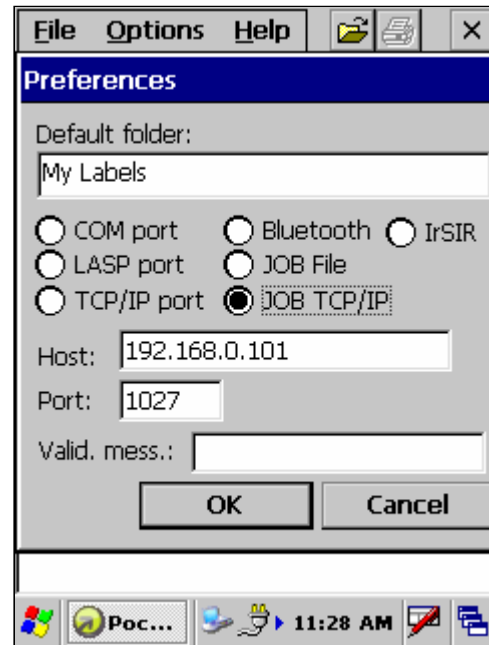 File Options Help
Preferences
Default folder:
My Labels
COM port Bluetooth IrSIR
LASP port JOB File
TCP/IP port JOB TCP/IP
Host: 192.168.0.101
Port: 1027
Valid. mess.:
OK Cancel
Poc... 11:28 AM